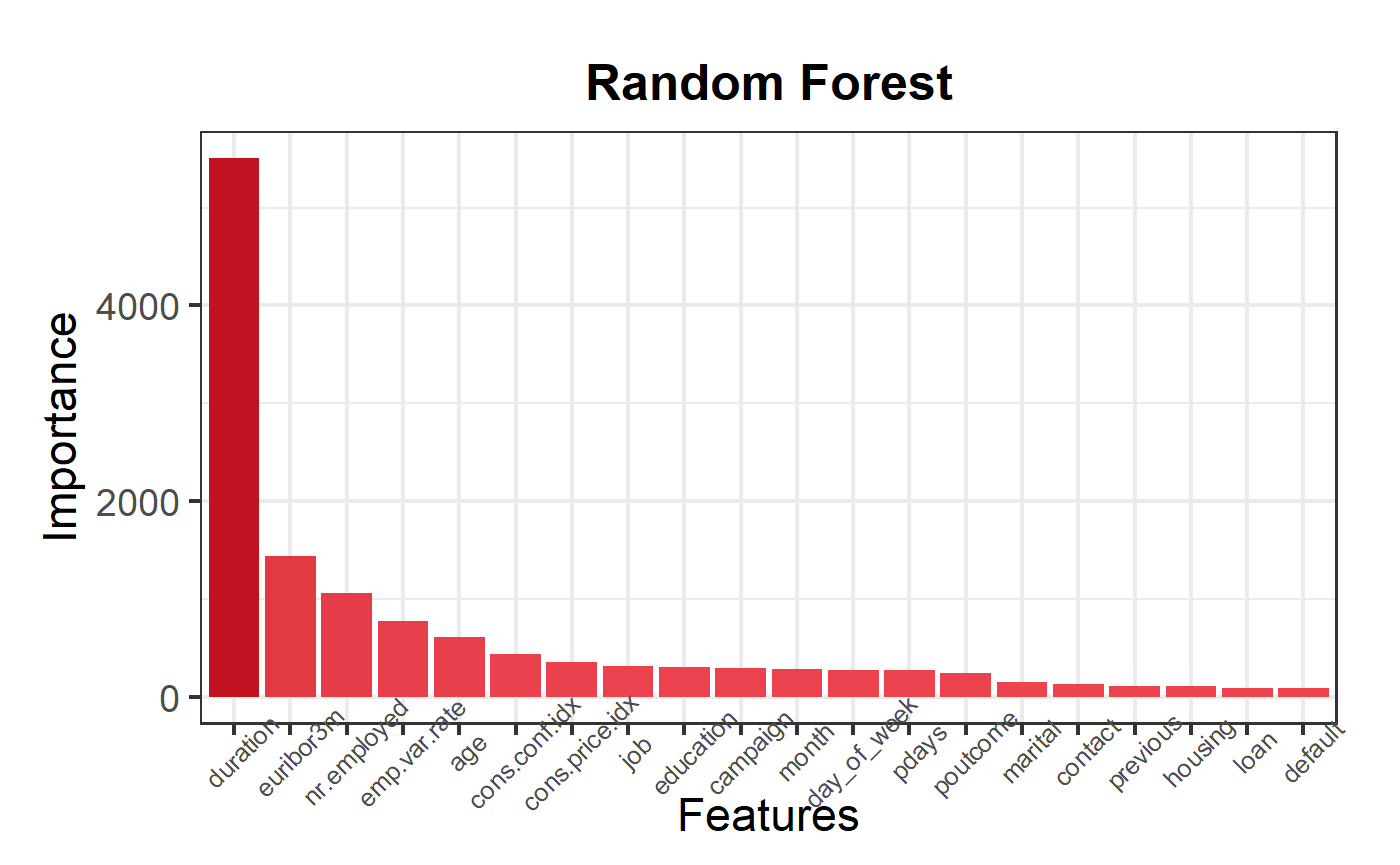 Random Forest
Importance
4000
2000
0
duration
euribor3m
nr.employed
emp.var.rate
age
cons.conf.idx
cons.price.idx
job
education
campaign
month
day_of_week
pdays
poutcome
marital
contact
previous
housing
loan
default
Features